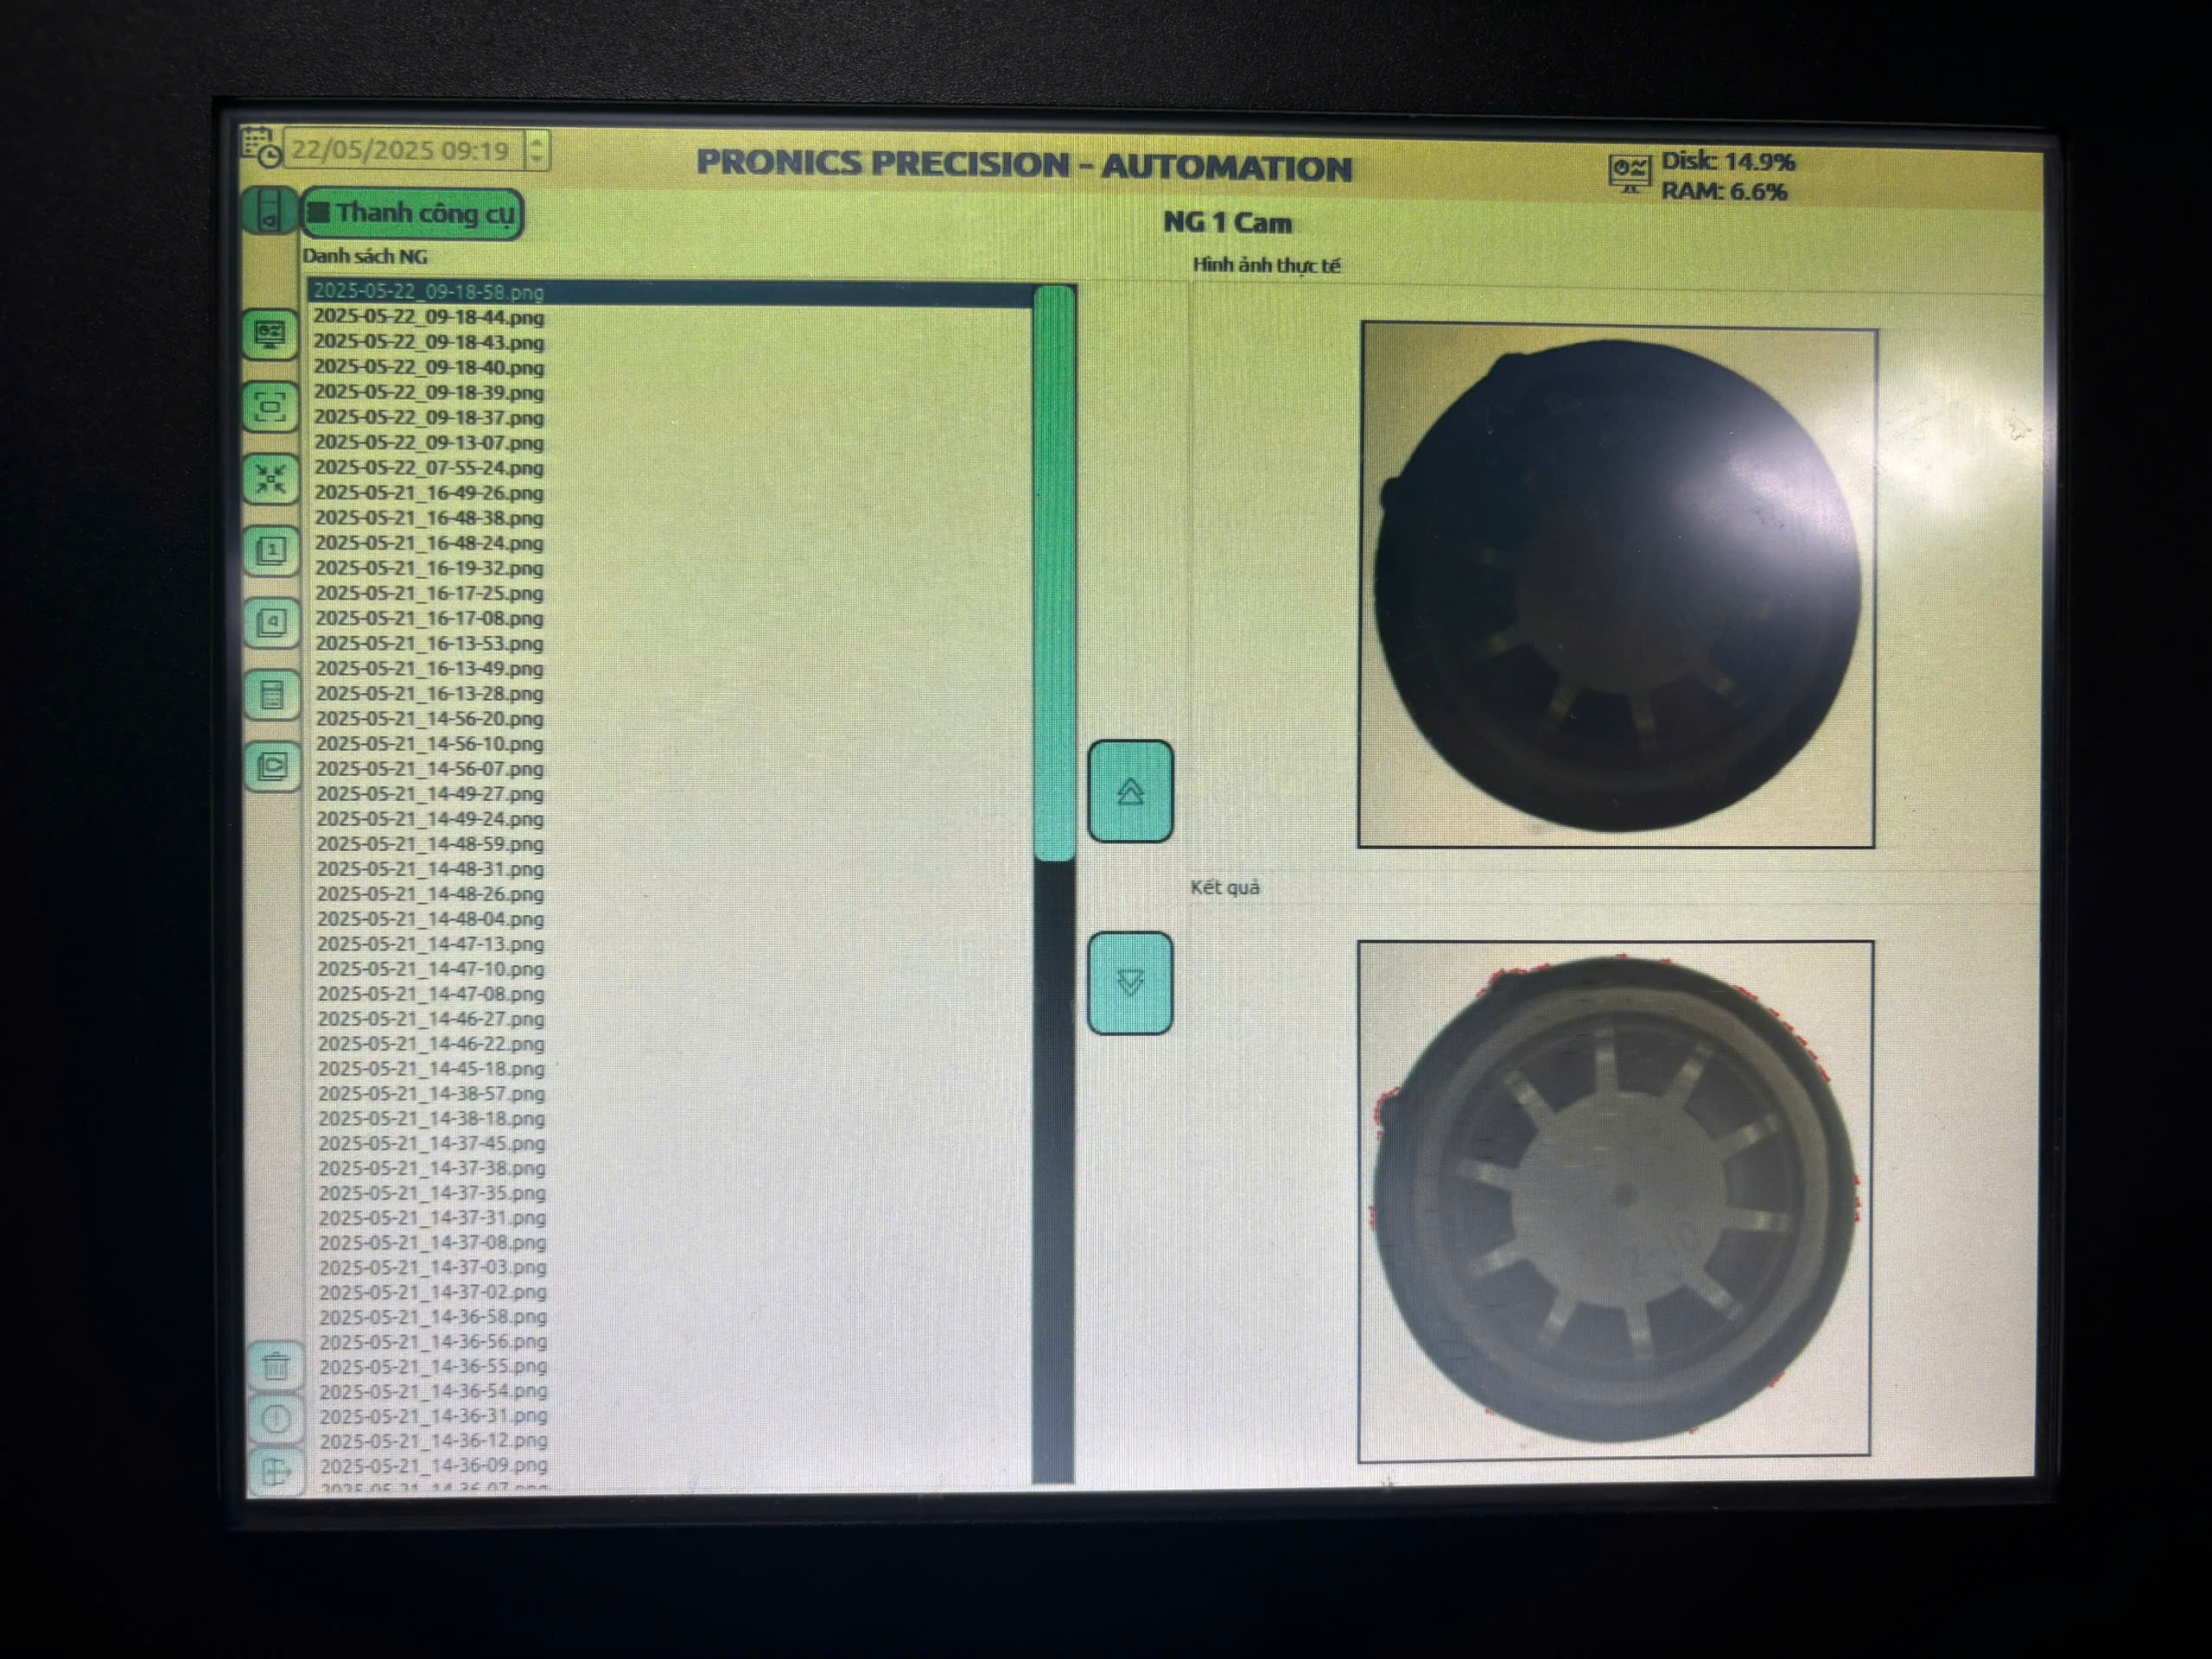 22/05/2025 09:19
PRONICS PRECISION - AUTOMATION
Disk: 14.9%
RAM: 6.6%
Thanh công cụ
NG 1 Cam
Danh sách NG
Hình ảnh thực tế
2025-05-22_09-18-58.png
2025-05-22_09-18-44.png
2025-05-22_09-18-43.png
2025-05-22_09-18-40.png
2025-05-22_09-18-39.png
2025-05-22_09-18-37.png
2025-05-22_09-13-07.png
2025-05-22_07-55-24.png
2025-05-21_16-49-26.png
2025-05-21_16-48-38.png
2025-05-21_16-48-24.png
2025-05-21_16-19-32.png
2025-05-21_16-17-25.png
2025-05-21_16-17-08.png
2025-05-21_16-13-53.png
2025-05-21_16-13-49.png
2025-05-21_16-13-28.png
2025-05-21_14-56-20.png
2025-05-21_14-56-10.png
2025-05-21_14-56-07.png
2025-05-21_14-49-27.png
2025-05-21_14-49-24.png
2025-05-21_14-48-59.png
2025-05-21_14-48-31.png
2025-05-21_14-48-26.png
2025-05-21_14-48-04.png
2025-05-21_14-47-13.png
2025-05-21_14-47-10.png
2025-05-21_14-47-08.png
2025-05-21_14-46-27.png
2025-05-21_14-46-22.png
2025-05-21_14-45-18.png
2025-05-21_14-38-57.png
2025-05-21_14-38-18.png
2025-05-21_14-37-45.png
2025-05-21_14-37-38.png
2025-05-21_14-37-35.png
2025-05-21_14-37-31.png
2025-05-21_14-37-08.png
2025-05-21_14-37-03.png
2025-05-21_14-37-02.png
2025-05-21_14-36-58.png
2025-05-21_14-36-56.png
2025-05-21_14-36-55.png
2025-05-21_14-36-54.png
2025-05-21_14-36-31.png
2025-05-21_14-36-12.png
2025-05-21_14-36-09.png
2025-05-21_14-36-07.png
1
4
Kết quả